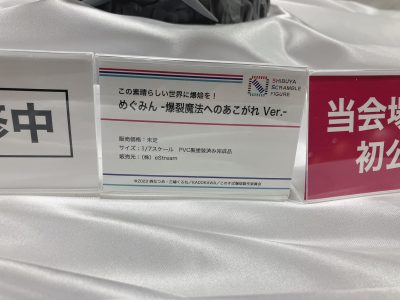 この素晴らしい世界に爆焔を！
めぐみん -爆裂魔法へのあこがれ Ver.-
SHIBUYA
SCRAMBLE
FIGURE
販売価格：未定
サイズ：1/7スケール PVC製塗装済み完成品
販売元：(株) eStream
©2023 暁なつめ・三嶋くろね/KADOKAWA/このすば爆焔製作委員会
修中
当会場
初公